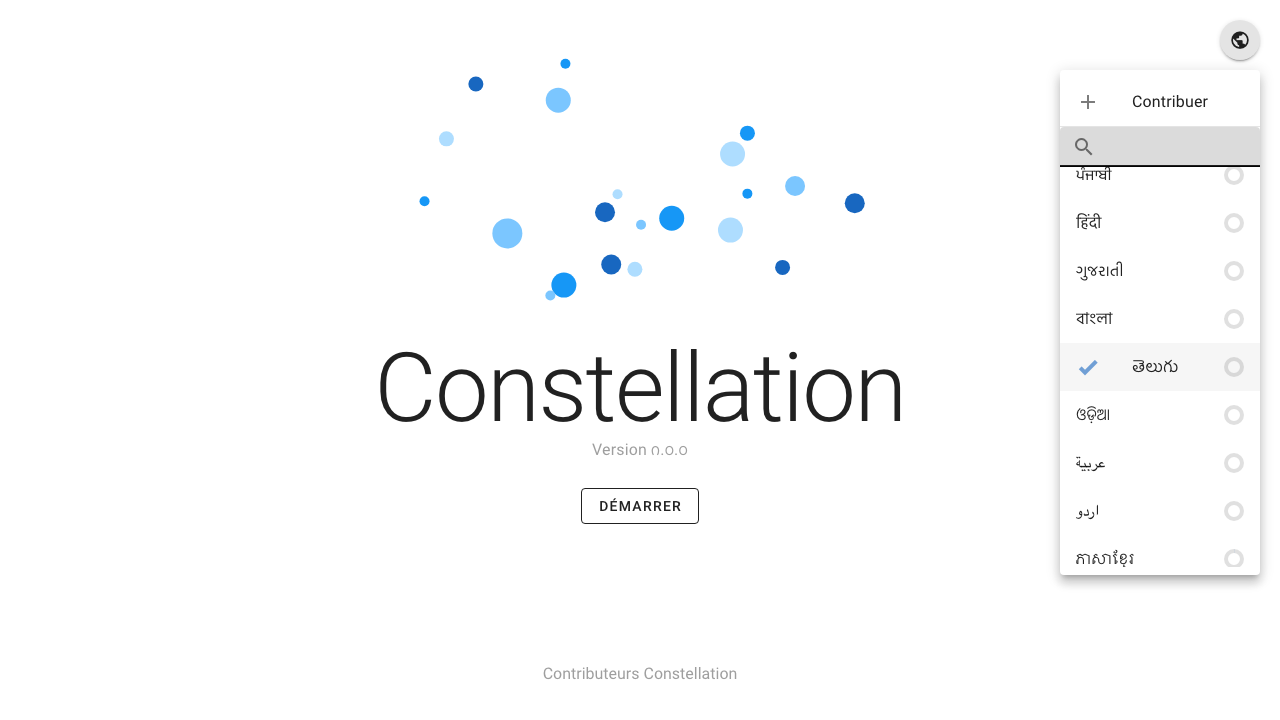 Contribuer
ਪੰਜਾਬੀ
हिंदी
ગુજરાતી
বাংলা
తెలుగు
ଓଡ଼ିଆ
عربية
اردو
ភាសាខ្មែរ
Constellation
Version ౧.౦.౦
DÉMARRER
Contributeurs Constellation